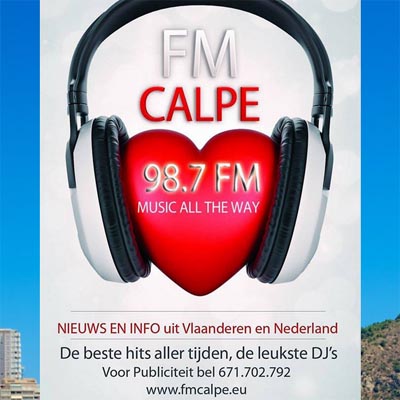 FM
CALPE
98.7 FM
MUSIC ALL THE WAY
NIEUWS EN INFO uit Vlaanderen en Nederland
De beste hits aller tijden, de leukste DJ's
Voor Publiciteit bel 671.702.792
www.fmcalpe.eu